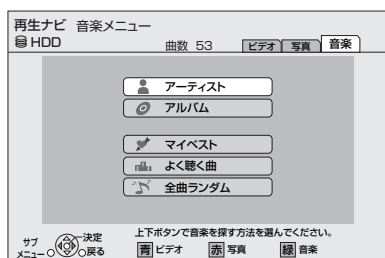 再生ナビ 音楽メニュー
HDD 曲数 53 ビデオ 写真 音楽
アーティスト
アルバム
マイベスト
よく聴く曲
全曲ランダム
上下ボタンで音楽を探す方法を選んでください。
サブメニュー 決定 戻る
青 ビデオ 赤 写真 緑 音楽